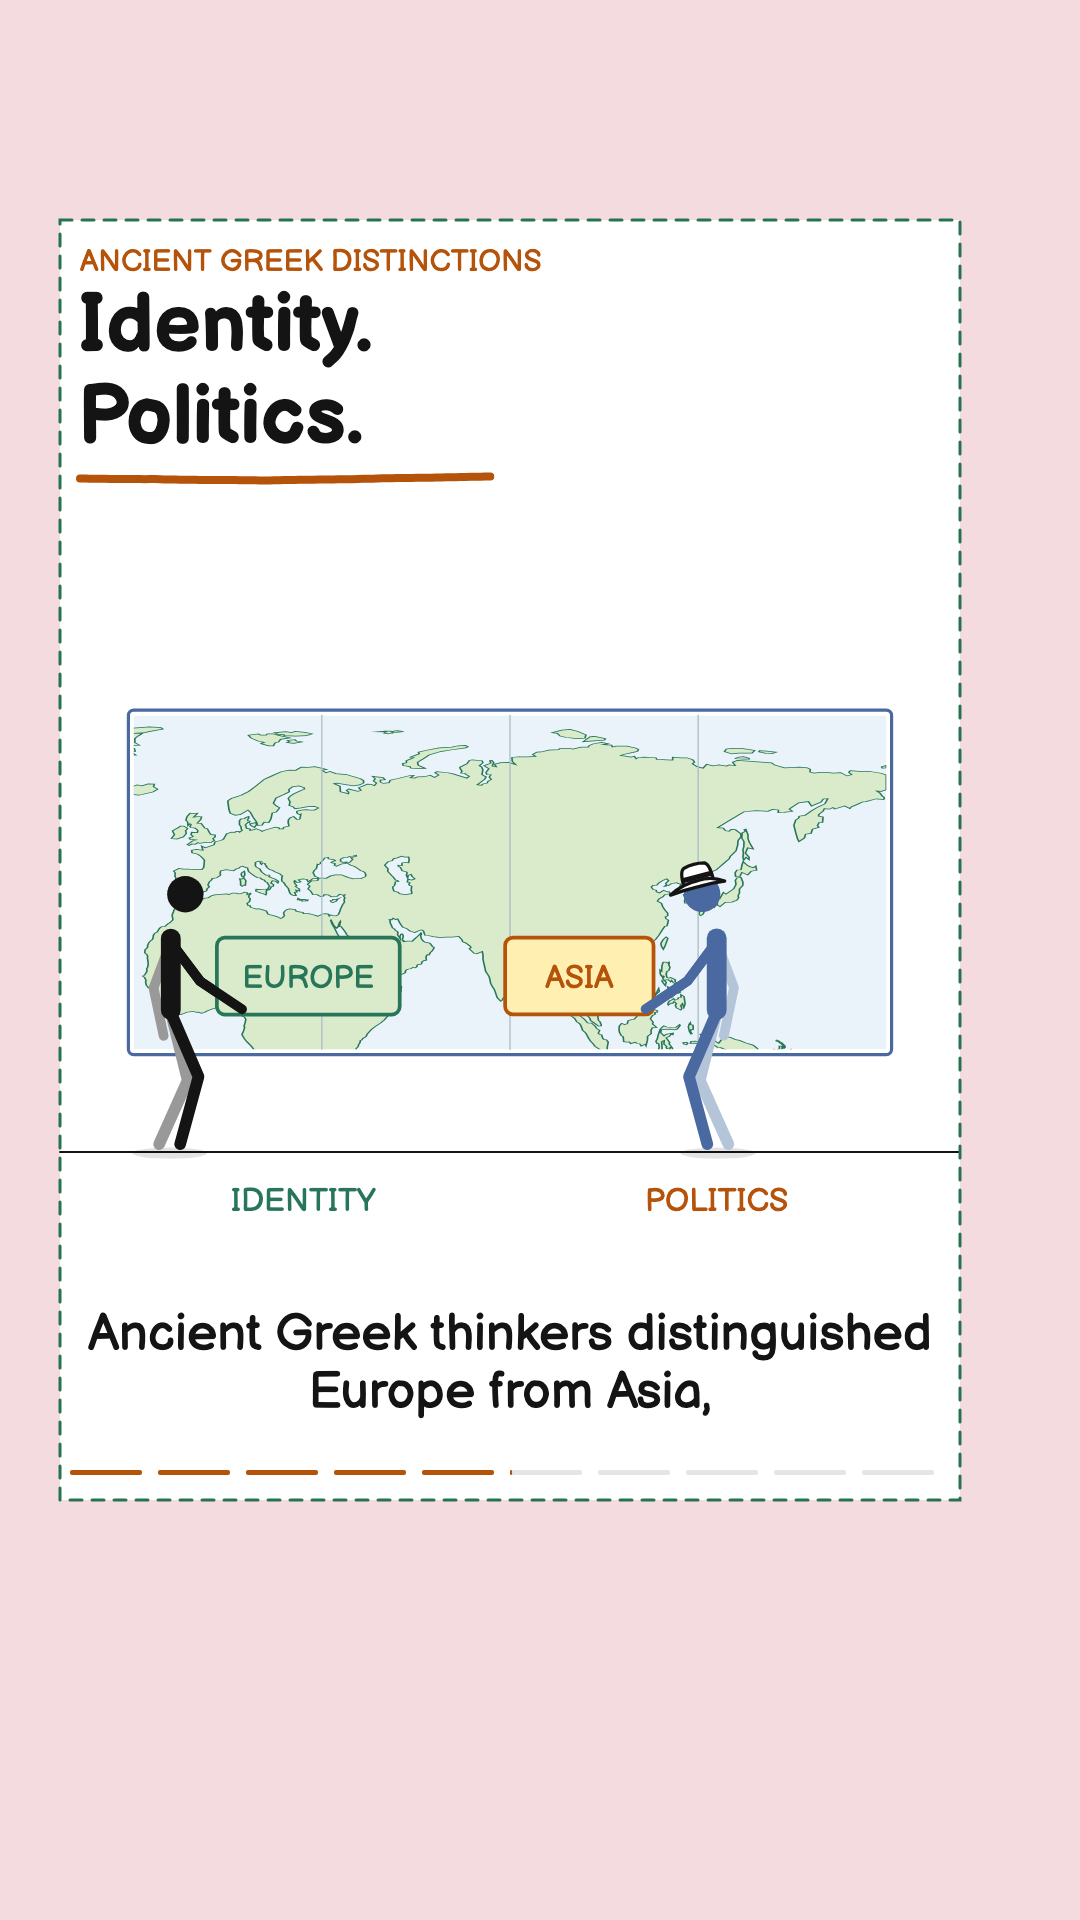 ANCIENT GREEK DISTINCTIONS
Identity.
Politics.
EUROPE
ASIA
IDENTITY
POLITICS
Ancient Greek thinkers distinguished
Europe from Asia,